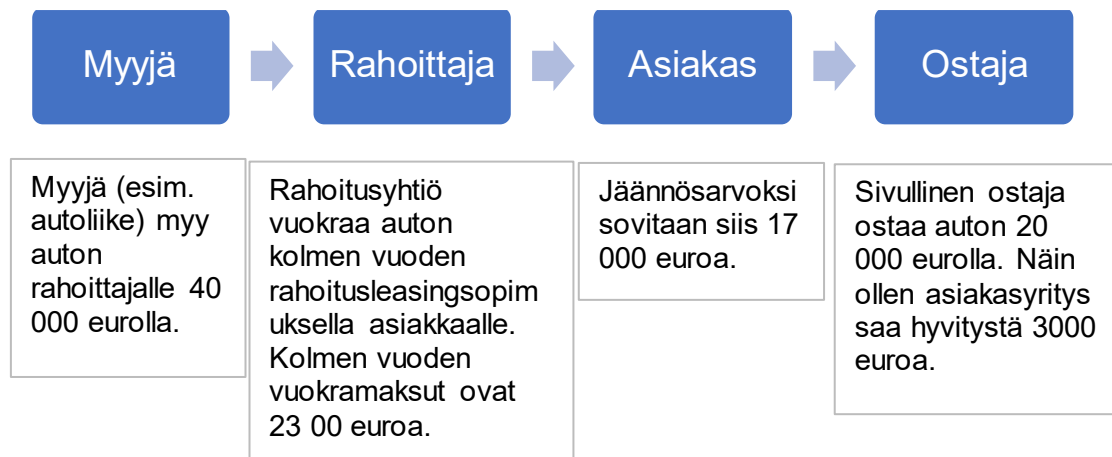 Myyjä
Rahoittaja
Asiakas
Ostaja
Myyjä (esim.
autoliike) myy
auton
rahoittajalle 40
000 eurolla.
Rahoitusyhtiö
vuokraa auton
kolmen vuoden
rahoitusleasingsopim
uksella asiakkaalle.
Kolmen vuoden
vuokramaksut ovat
23 00 euroa.
Jäännösarvoksi
sovitaan siis 17
000 euroa.
Sivullinen ostaja
ostaa auton 20
000 eurolla. Näin
ollen asiakasyritys
saa hyvitystä 3000
euroa.